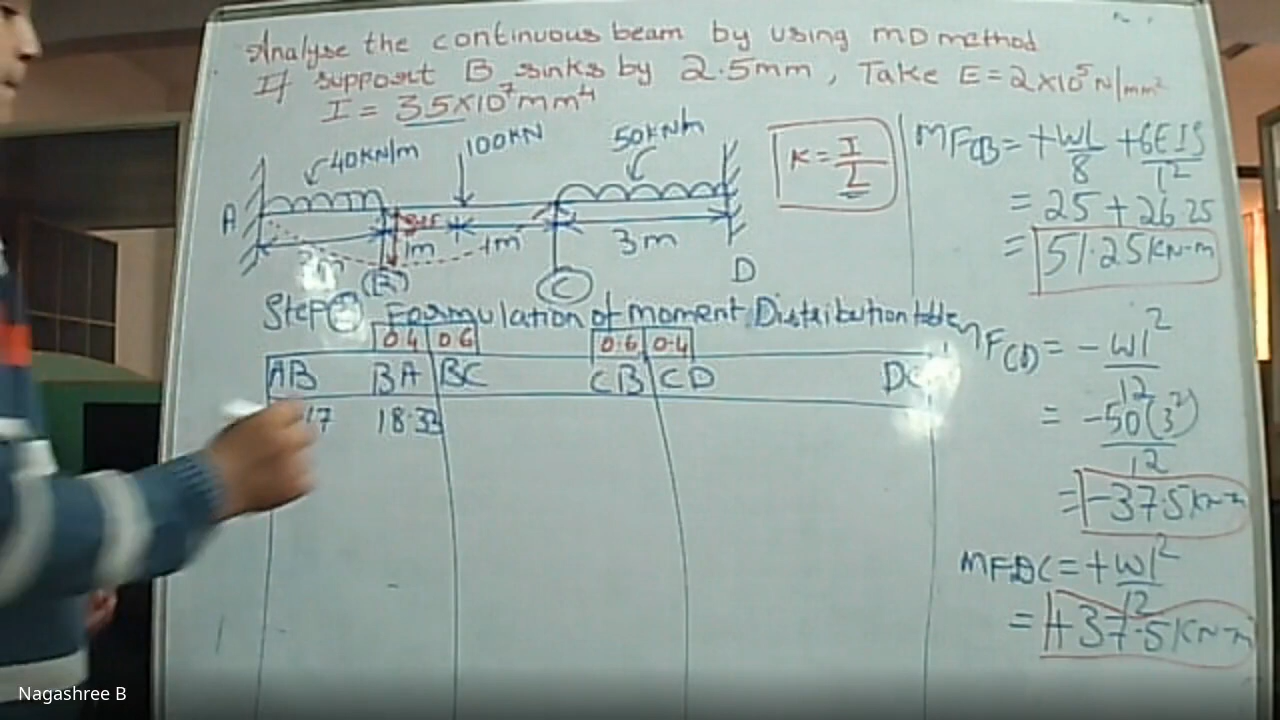 Analyse the continuous beam by using MD method
If support B sinks by 2.5mm, Take E = 2×10⁵ N/mm²
I = 3.5×10⁷ mm⁴
40KN/m 100KN 50KN/m
K = I/L
A 1m 1m 3m
B C D
Step Formulation of moment Distribution table
0.4 0.6 0.6 0.4
AB BA BC CB CD
17 18.33
MFCB = +Wl/8 + 6EIδ/l²
= 25 + 26.25
= 51.25 KN-m
MFCD = -Wl²/12
= -50(3²)/12
= -37.5 KN-m
MFDC = +Wl²/12
= +37.5 KN-m
Nagashree B